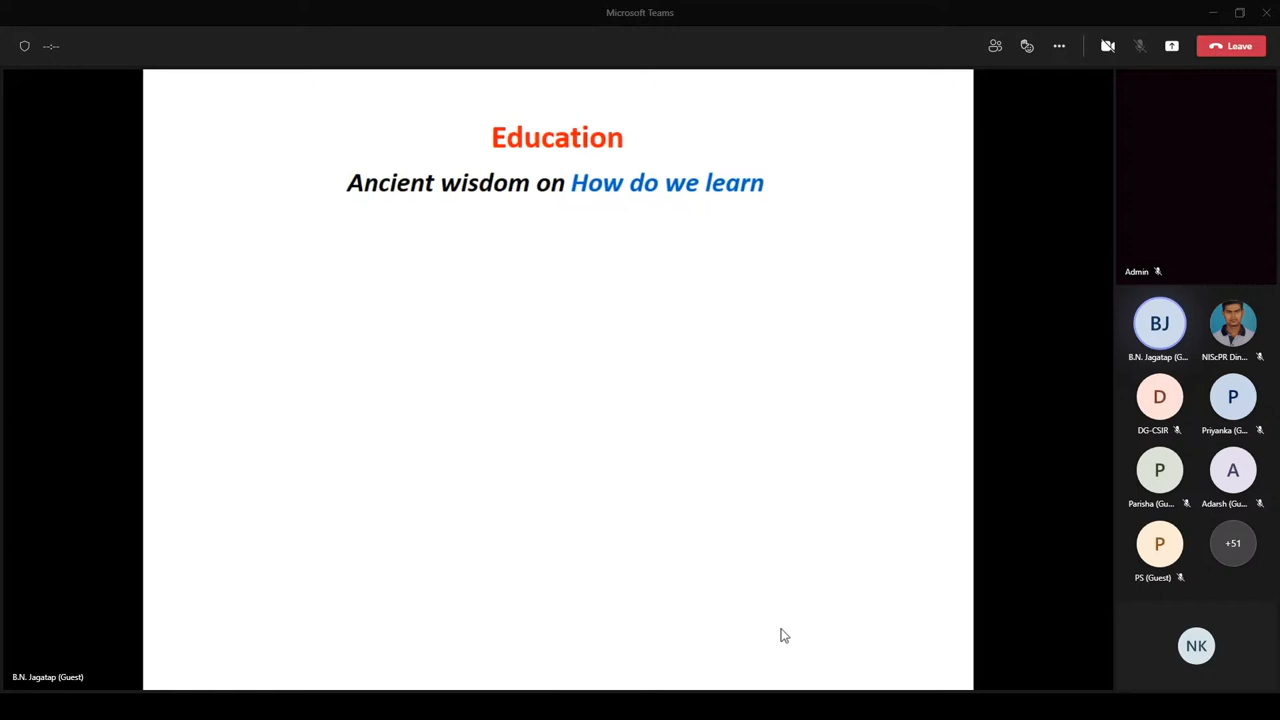 Microsoft Teams
--:--
Leave
Education
Ancient wisdom on How do we learn
Admin
BJ
B.N. Jagatap (G...
NIScPR Din...
D
P
DG-CSIR
Priyanka (G...
P
A
Parisha (Gu...
Adarsh (Gu...
P
+51
PS (Guest)
NK
B.N. Jagatap (Guest)